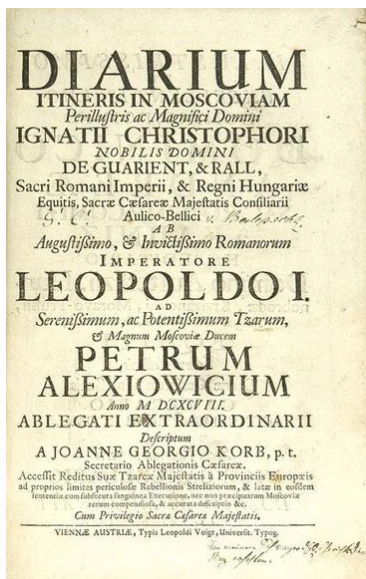 DIARIUM
ITINERIS IN MOSCOVIAM
Perillustris ac Magnifici Domini
IGNATII CHRISTOPHORI
NOBILIS DOMINI
DE GUARIENT, & RALL,
Sacri Romani Imperii, & Regni Hungariæ
Equitis, Sacræ Cæſareæ Majeſtatis Conſiliarii
Aulico-Bellici
AB
Auguſtiſſimo, & Invictiſſimo Romanorum
IMPERATORE
LEOPOLDO I.
AD
Sereniſſimum, ac Potentiſſimum Tzarum,
& Magnum Moſcoviæ Ducem
PETRUM
ALEXIOWICIUM
Anno M DCXCVIII.
ABLEGATI EXTRAORDINARII
Deſcriptum
A JOANNE GEORGIO KORB, p. t.
Secretario Ablegationis Cæſareæ.
Acceſſit Reditus Suæ Tzareæ Majeſtatis à Provinciis Europæis
ad proprios limites periculoſæ Rebellionis Streliziorum, & latæ in eoſdem
ſententiæ cum ſubſecuta ſanguinea Executione, nec non præcipuarum Moſcoviæ
rerum compendioſa, & accurata deſcriptio &c.
Cum Privilegio Sacræ Cæſareæ Majeſtatis.
VIENNÆ AUSTRIÆ, Typis Leopoldi Voigt, Univerſit. Typog.